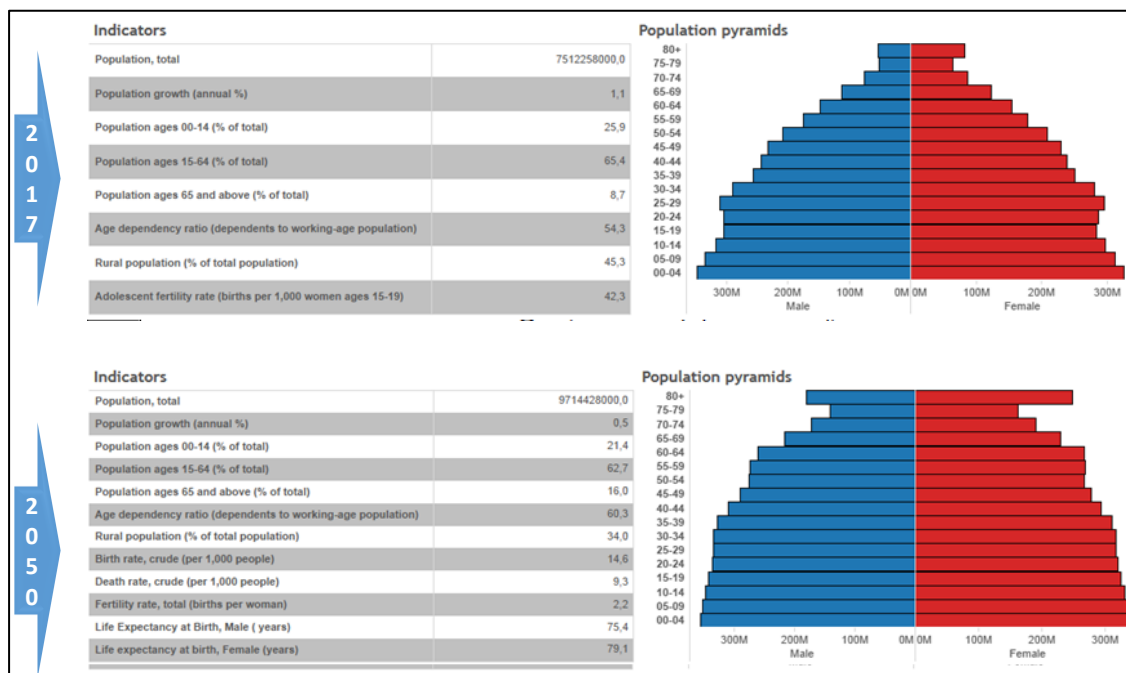 2017
Indicators
Population, total 7512258000,0
Population growth (annual %) 1,1
Population ages 00-14 (% of total) 25,9
Population ages 15-64 (% of total) 65,4
Population ages 65 and above (% of total) 8,7
Age dependency ratio (dependents to working-age population) 54,3
Rural population (% of total population) 45,3
Adolescent fertility rate (births per 1,000 women ages 15-19) 42,3
Population pyramids
80+
75-79
70-74
65-69
60-64
55-59
50-54
45-49
40-44
35-39
30-34
25-29
20-24
15-19
10-14
05-09
00-04
300M 200M 100M 0M 0M 100M 200M 300M
Male Female
2050
Indicators
Population, total 9714428000,0
Population growth (annual %) 0,5
Population ages 00-14 (% of total) 21,4
Population ages 15-64 (% of total) 62,7
Population ages 65 and above (% of total) 16,0
Age dependency ratio (dependents to working-age population) 60,3
Rural population (% of total population) 34,0
Birth rate, crude (per 1,000 people) 14,6
Death rate, crude (per 1,000 people) 9,3
Fertility rate, total (births per woman) 2,2
Life Expectancy at Birth, Male ( years) 75,4
Life expectancy at birth, Female (years) 79,1
Population pyramids
80+
75-79
70-74
65-69
60-64
55-59
50-54
45-49
40-44
35-39
30-34
25-29
20-24
15-19
10-14
05-09
00-04
300M 200M 100M 0M 0M 100M 200M 300M
Male Female